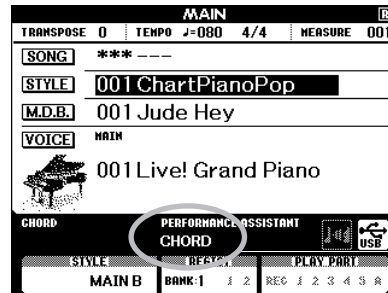 MAIN
TRANSPOSE 0 TEMPO ♩=080 4/4 MEASURE 001
SONG *** ---
STYLE 001 ChartPianoPop
M.D.B. 001 Jude Hey
VOICE MAIN
001 Live! Grand Piano
CHORD PERFORMANCE ASSISTANT
CHORD
USB
STYLE REGIST PLAY PART
MAIN B BANK:1 1 2 REC 1 2 3 4 5 A